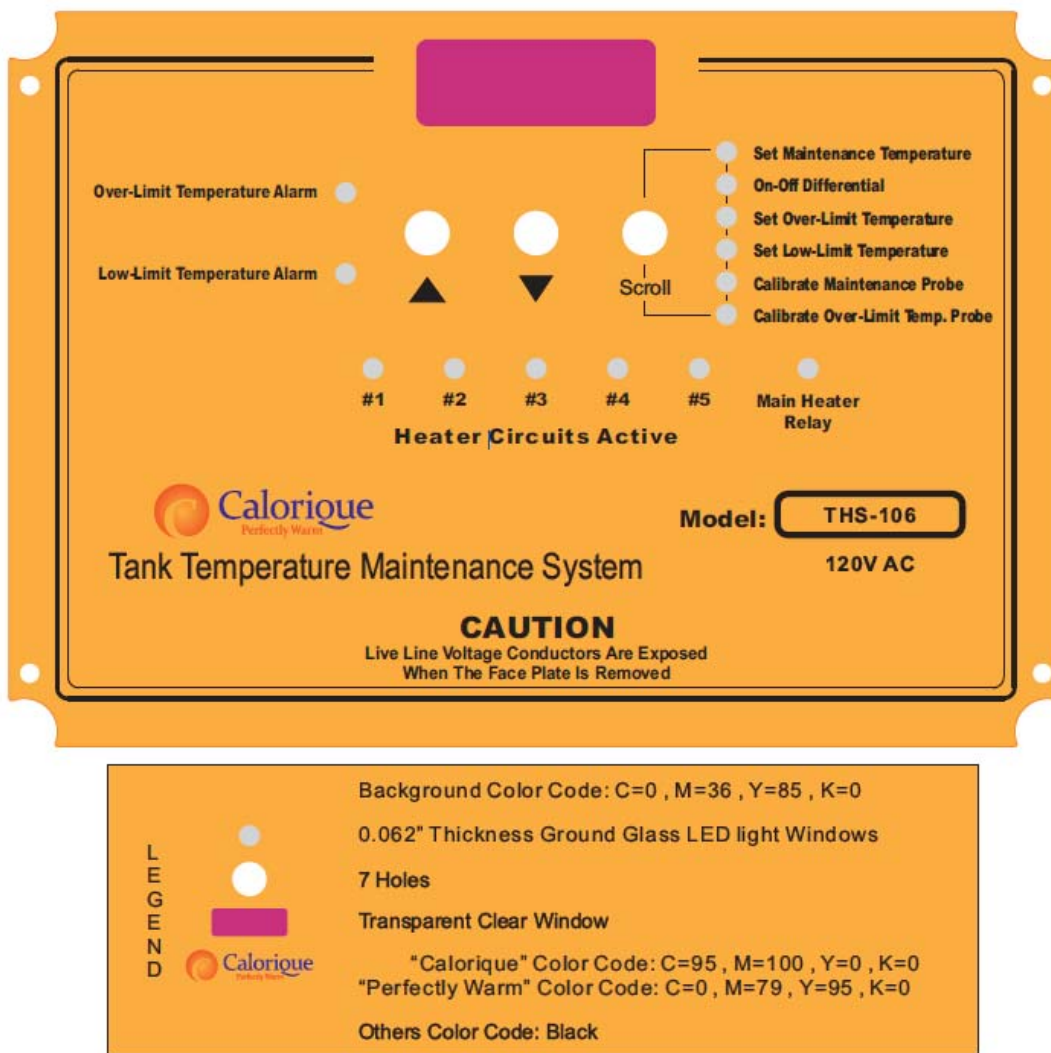 Over-Limit Temperature Alarm
Low-Limit Temperature Alarm
Scroll
Set Maintenance Temperature
On-Off Differential
Set Over-Limit Temperature
Set Low-Limit Temperature
Calibrate Maintenance Probe
Calibrate Over-Limit Temp. Probe
#1 #2 #3 #4 #5
Main Heater
Relay
Heater Circuits Active
Calorique
Perfectly Warm
Model: THS-106
Tank Temperature Maintenance System
120V AC
CAUTION
Live Line Voltage Conductors Are Exposed
When The Face Plate Is Removed
LEGEND
Background Color Code: C=0 , M=36 , Y=85 , K=0
0.062" Thickness Ground Glass LED light Windows
7 Holes
Transparent Clear Window
Calorique
Perfectly Warm
“Calorique” Color Code: C=95 , M=100 , Y=0 , K=0
“Perfectly Warm” Color Code: C=0 , M=79 , Y=95 , K=0
Others Color Code: Black